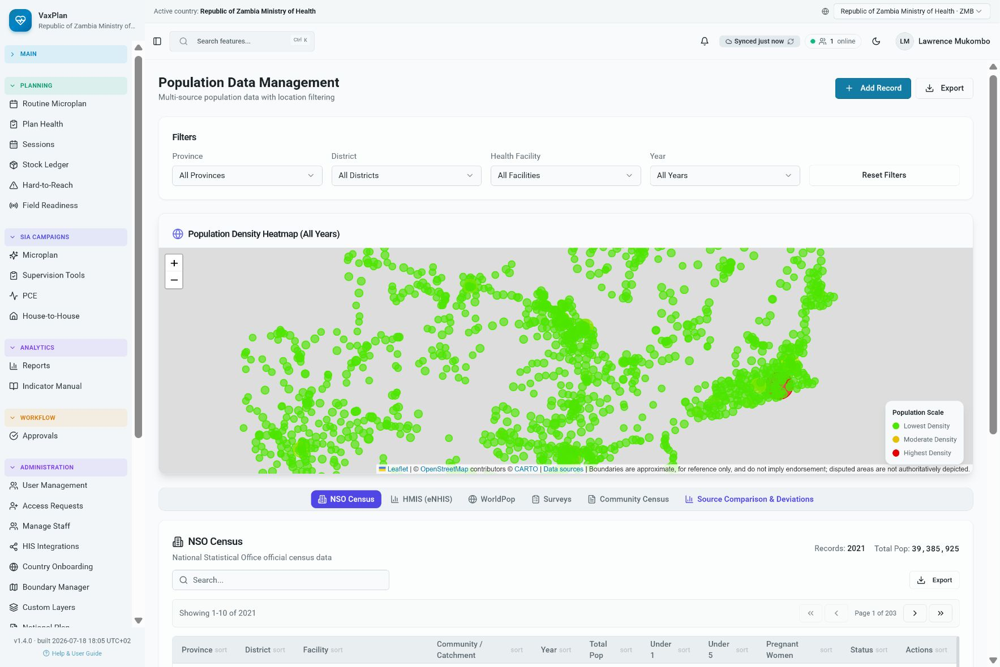 VaxPlan
Republic of Zambia Ministry of...
MAIN
PLANNING
Routine Microplan
Plan Health
Sessions
Stock Ledger
Hard-to-Reach
Field Readiness
SIA CAMPAIGNS
Microplan
Supervision Tools
PCE
House-to-House
ANALYTICS
Reports
Indicator Manual
WORKFLOW
Approvals
ADMINISTRATION
User Management
Access Requests
Manage Staff
HIS Integrations
Country Onboarding
Boundary Manager
Custom Layers
National Plan
v1.4.0 · built 2026-07-18 18:05 UTC+02
Help & User Guide
Active country: Republic of Zambia Ministry of Health
Republic of Zambia Ministry of Health · ZMB
Search features...
Ctrl K
Synced just now
1 online
LM
Lawrence Mukombo
Population Data Management
Multi-source population data with location filtering
+ Add Record
Export
Filters
Province
District
Health Facility
Year
All Provinces
All Districts
All Facilities
All Years
Reset Filters
Population Density Heatmap (All Years)
+
−
Population Scale
Lowest Density
Moderate Density
Highest Density
Leaflet | © OpenStreetMap contributors © CARTO | Data sources | Boundaries are approximate, for reference only, and do not imply endorsement; disputed areas are not authoritatively depicted.
NSO Census
HMIS (eNHIS)
WorldPop
Surveys
Community Census
Source Comparison & Deviations
NSO Census
National Statistical Office official census data
Records: 2021
Total Pop: 39,385,925
Search...
Export
Showing 1-10 of 2021
« ‹ Page 1 of 203 › »
Province sort
District sort
Facility sort
Community / Catchment sort
Year sort
Total Pop sort
Under 1 sort
Under 5 sort
Pregnant Women sort
Status sort
Actions sort